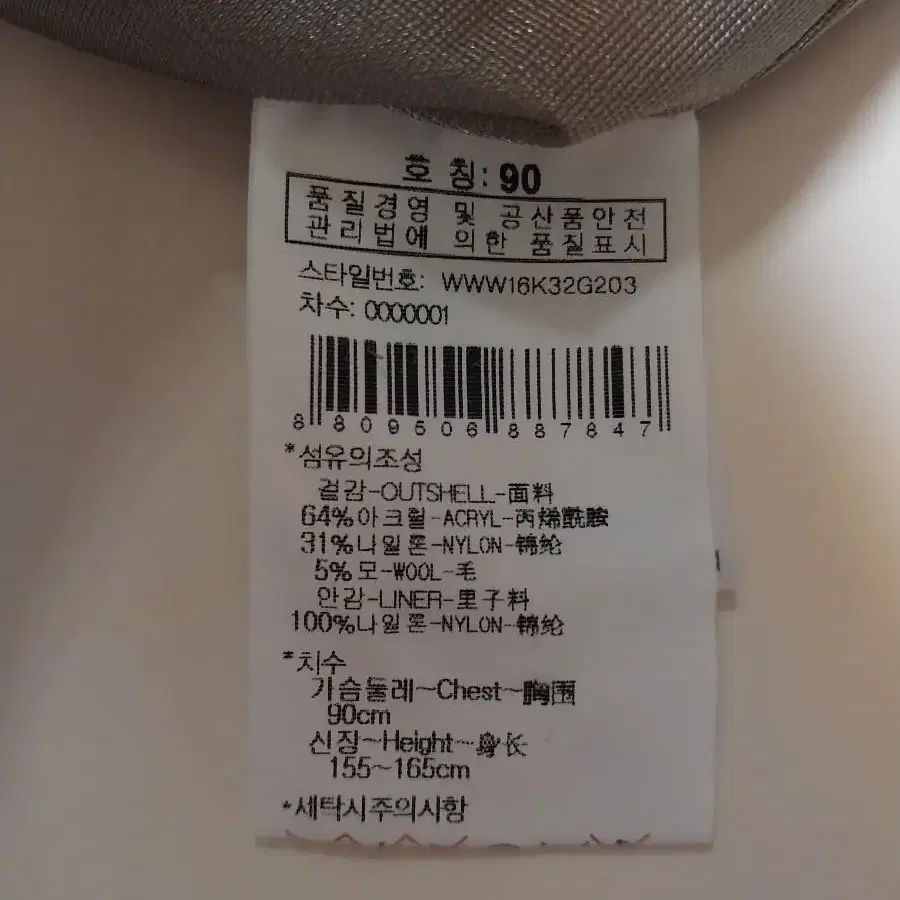 호 칭: 90
품질경영 및 공산품안전
관리법에 의한 품질표시
스타일번호: WWW16K32G203
차수: 0000001
8 809506 887847
*섬유의조성
겉감-OUTSHELL-面料
64%아크릴-ACRYL-丙烯酰胺
31%나일론-NYLON-锦纶
5%모-WOOL-毛
안감-LINER-里子料
100%나일론-NYLON-锦纶
*치수
가슴둘레~Chest~胸围
90cm
신장~Height~身长
155~165cm
*세탁시주의사항